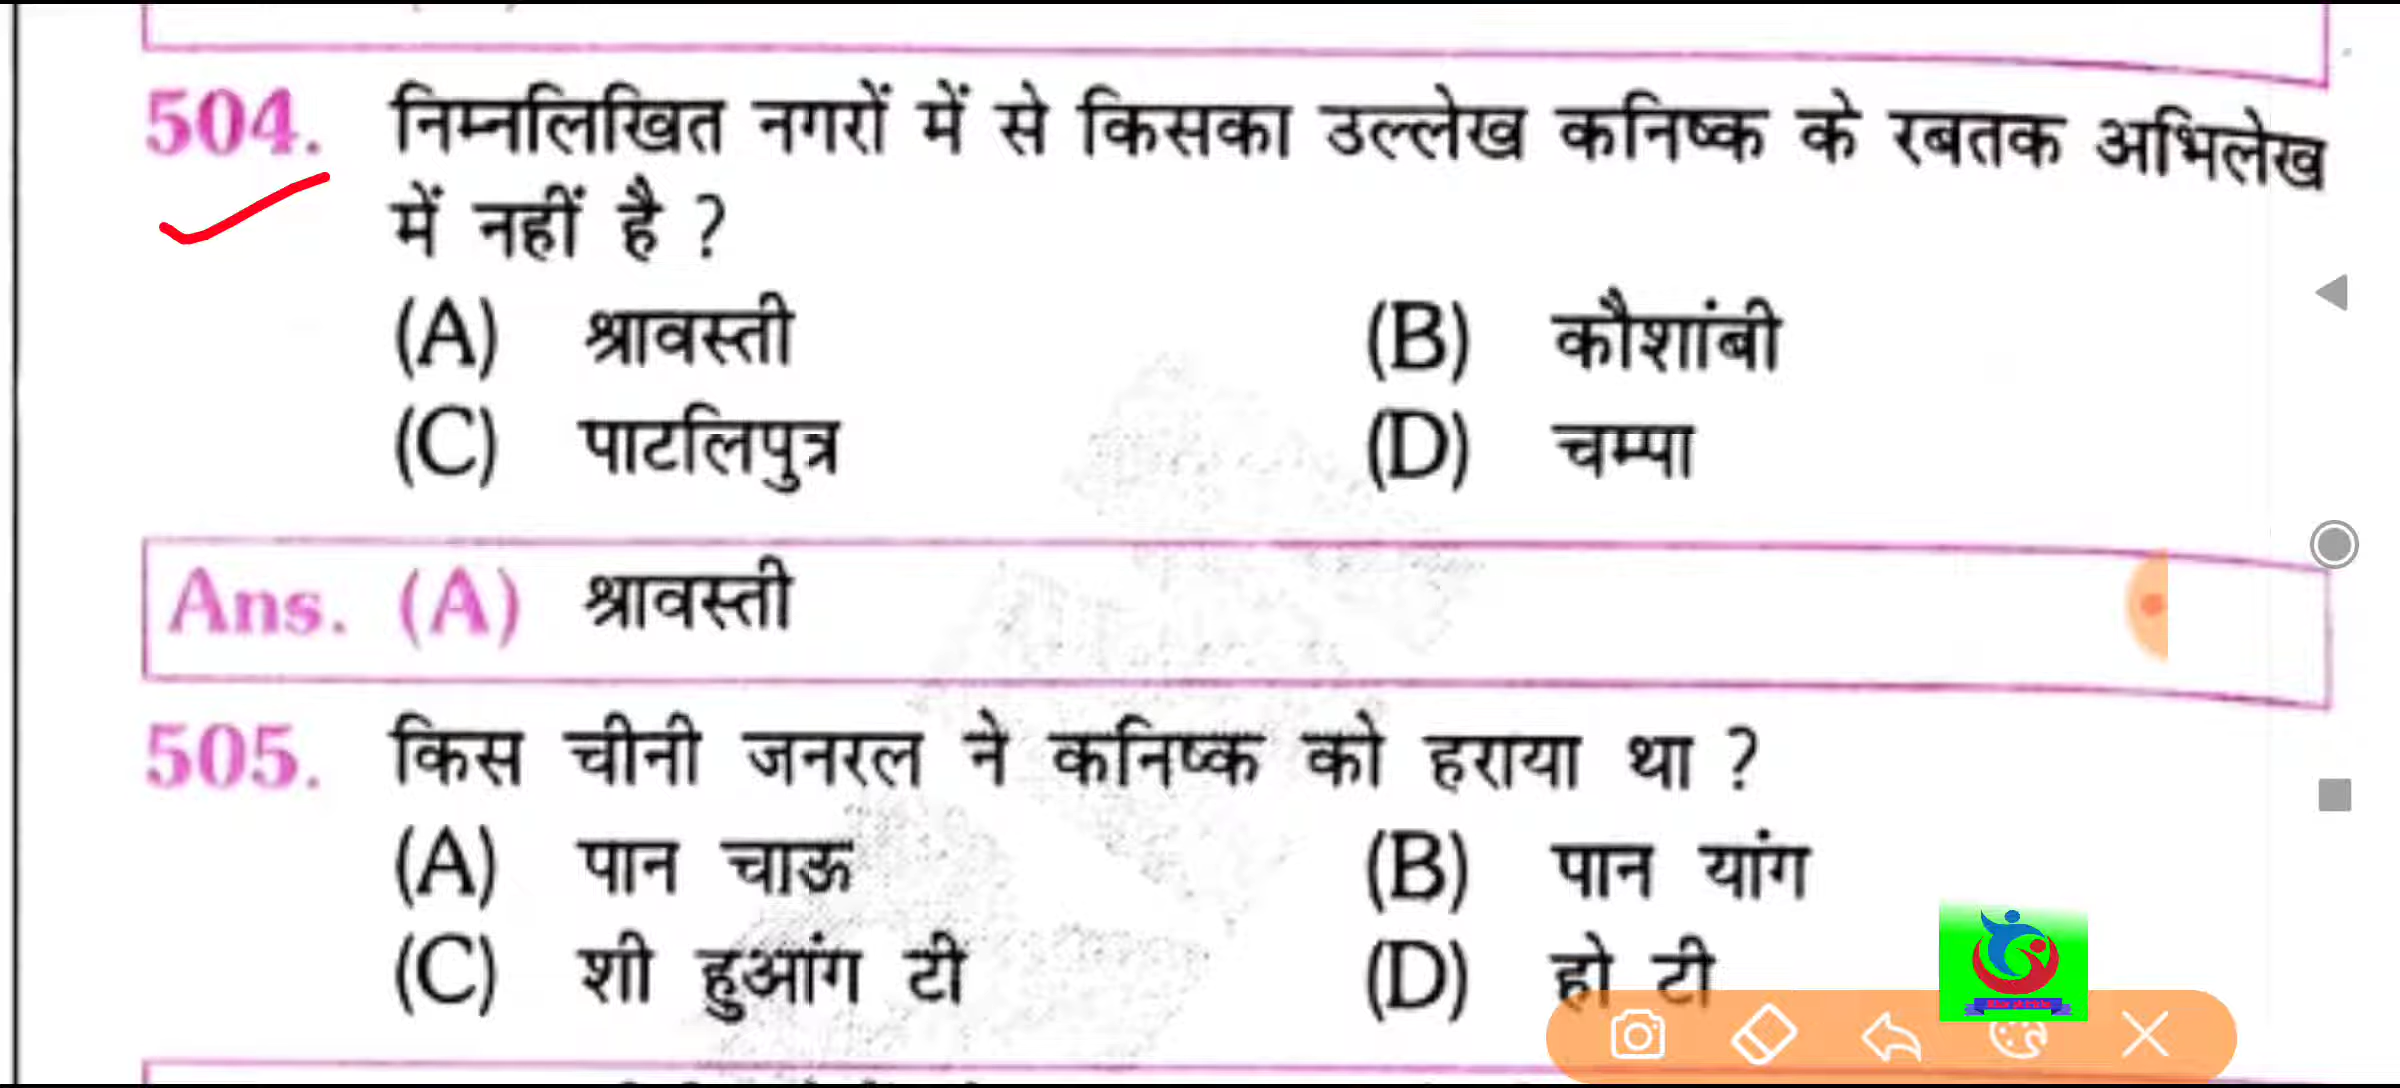 504. निम्नलिखित नगरों में से किसका उल्लेख कनिष्क के रबतक अभिलेख
में नहीं है ?
(A) श्रावस्ती (B) कौशांबी
(C) पाटलिपुत्र (D) चम्पा
Ans. (A) श्रावस्ती
505. किस चीनी जनरल ने कनिष्क को हराया था ?
(A) पान चाऊ (B) पान यांग
(C) शी हुआंग टी (D) हो टी